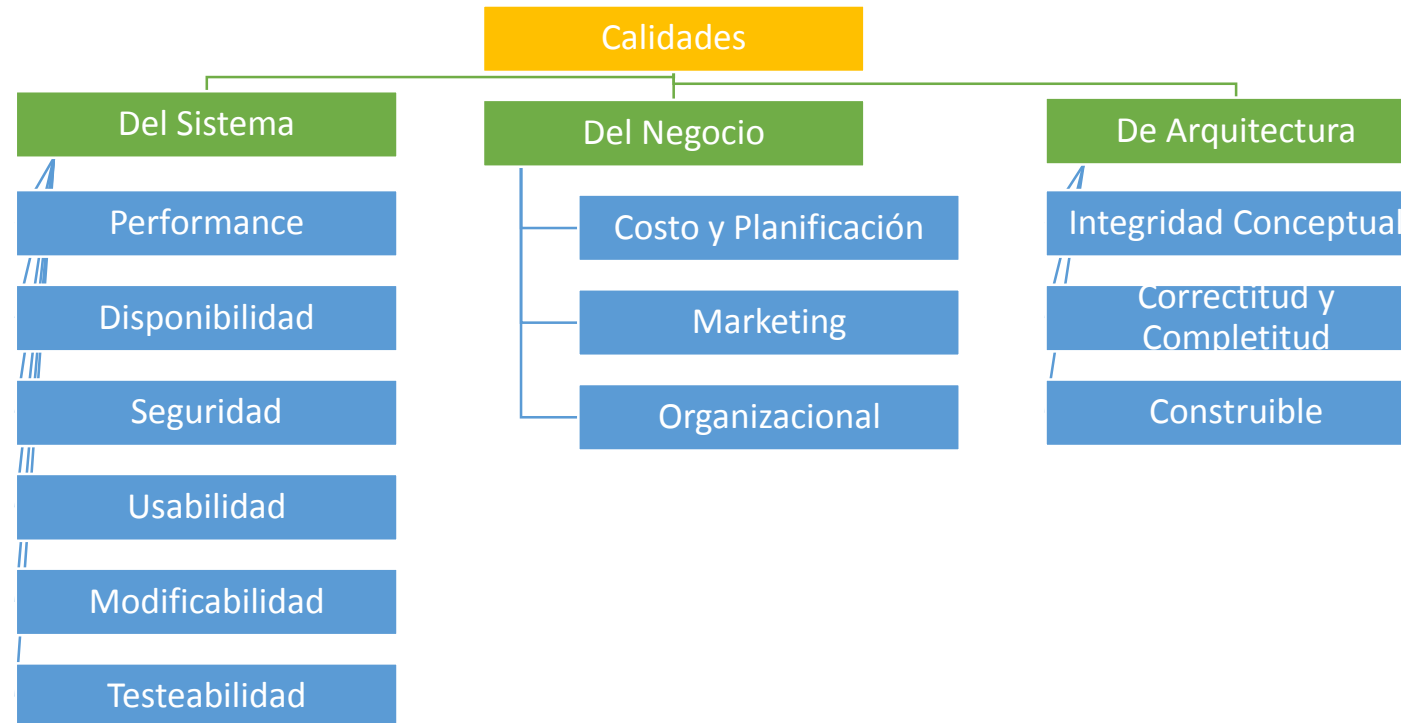 Calidades
Del Sistema
Performance
Disponibilidad
Seguridad
Usabilidad
Modificabilidad
Testeabilidad
Del Negocio
Costo y Planificación
Marketing
Organizacional
De Arquitectura
Integridad Conceptual
Correctitud y
Completitud
Construible